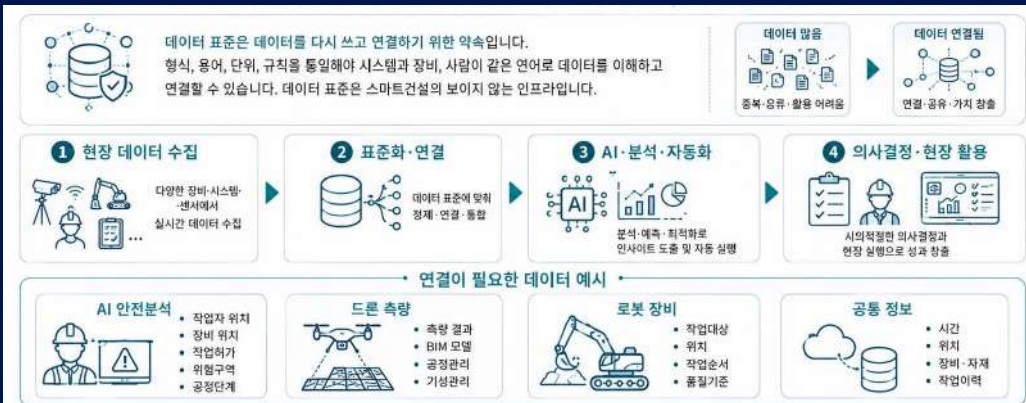 데이터 표준은 데이터를 다시 쓰고 연결하기 위한 약속입니다.
형식, 용어, 단위, 규칙을 통일해야 시스템과 장비, 사람이 같은 언어로 데이터를 이해하고
연결할 수 있습니다. 데이터 표준은 스마트건설의 보이지 않는 인프라입니다.
데이터 많음
중복·오류·활용 어려움
데이터 연결됨
연결·공유·가치 창출
1 현장 데이터 수집
다양한 장비·시스템·
·센서에서
실시간 데이터 수집
...
2 표준화·연결
데이터 표준에 맞춰
정제·연결·통합
3 AI·분석·자동화
AI
분석·예측·최적화로
인사이트 도출 및 자동 실행
4 의사결정·현장 활용
시의적절한 의사결정과
현장 실행으로 성과 창출
연결이 필요한 데이터 예시
AI 안전분석
• 작업자 위치
• 장비 위치
• 작업허가
• 위험구역
• 공정단계
드론 측량
• 측량 결과
• BIM 모델
• 공정관리
• 기성관리
로봇 장비
• 작업대상
• 위치
• 작업순서
• 품질기준
공통 정보
• 시간
• 위치
• 장비·자재
• 작업이력